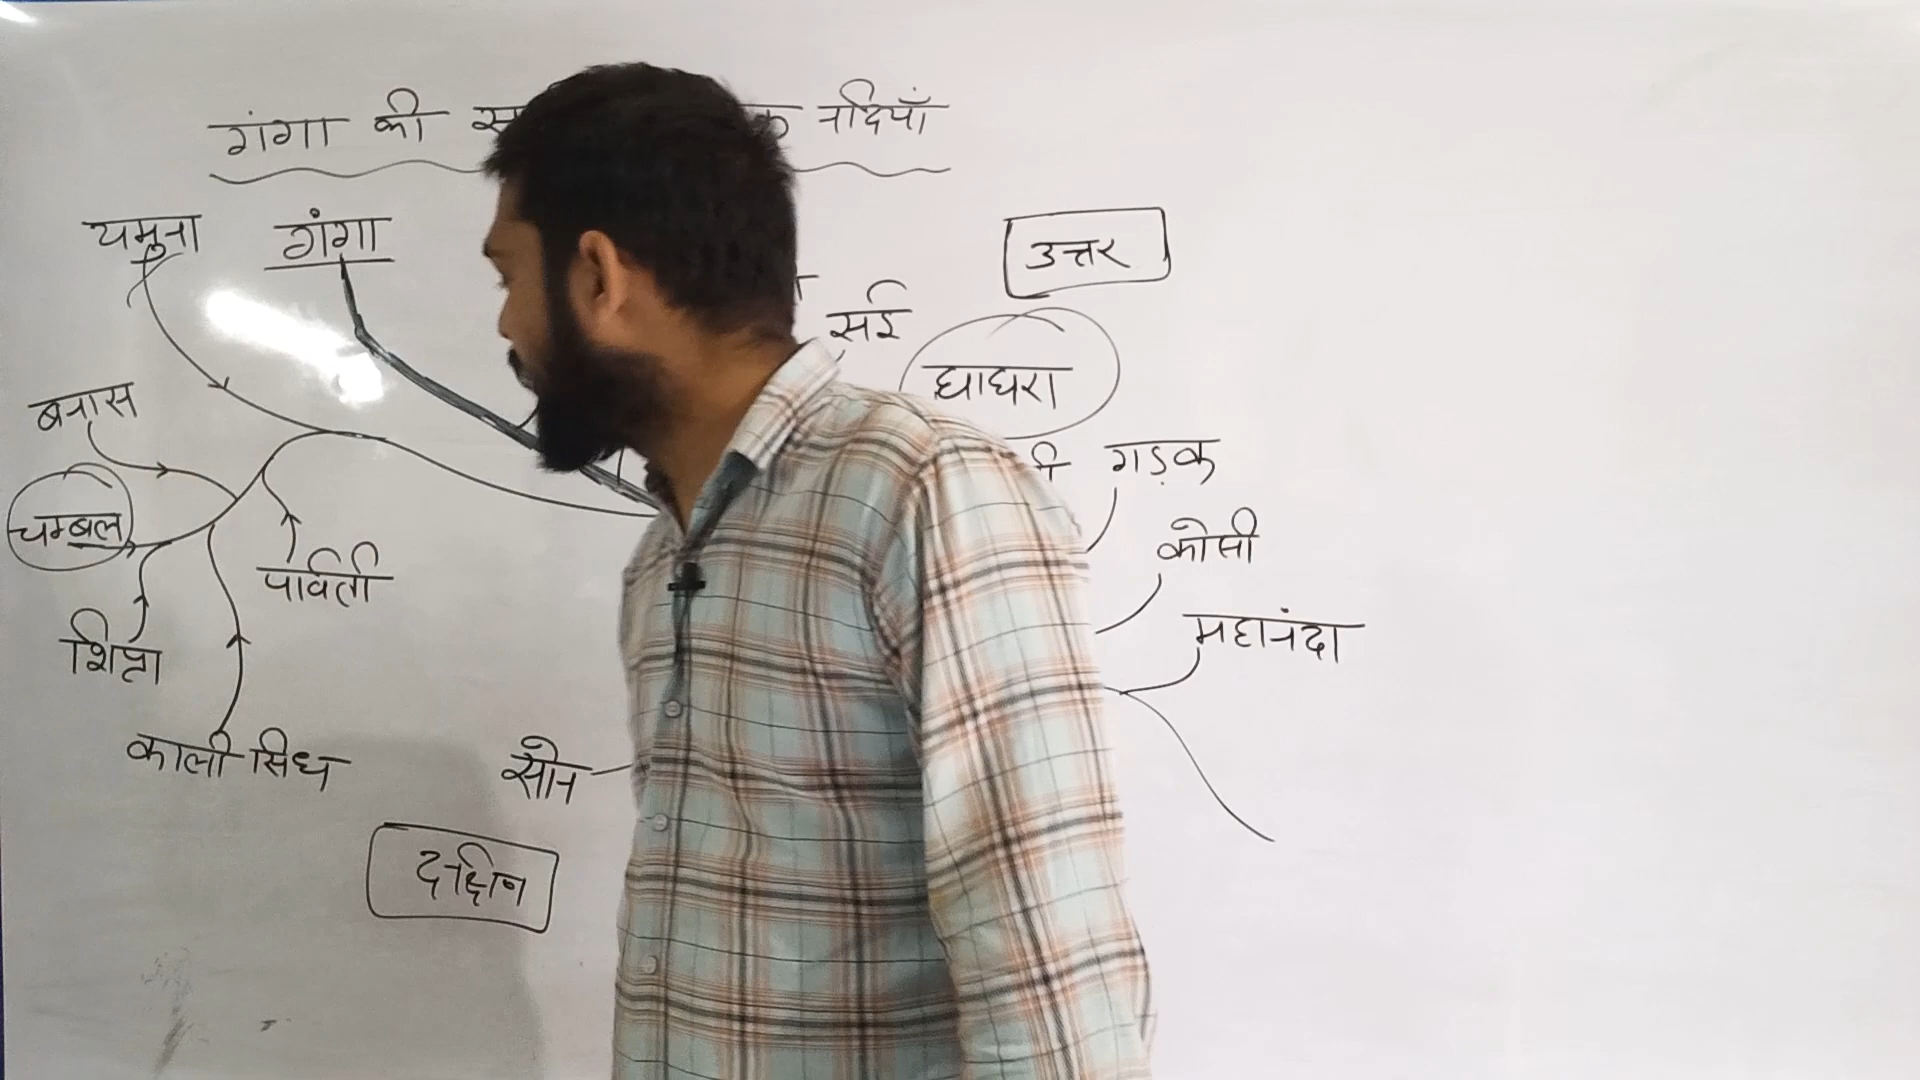 गंगा की नदियाँ
यमुना
गंगा
उत्तर
सई
घाघरा
बनास
गड़क
चम्बल
कोसी
पार्वती
महानंदा
शिप्रा
काली सिंध
सोन
दक्षिण